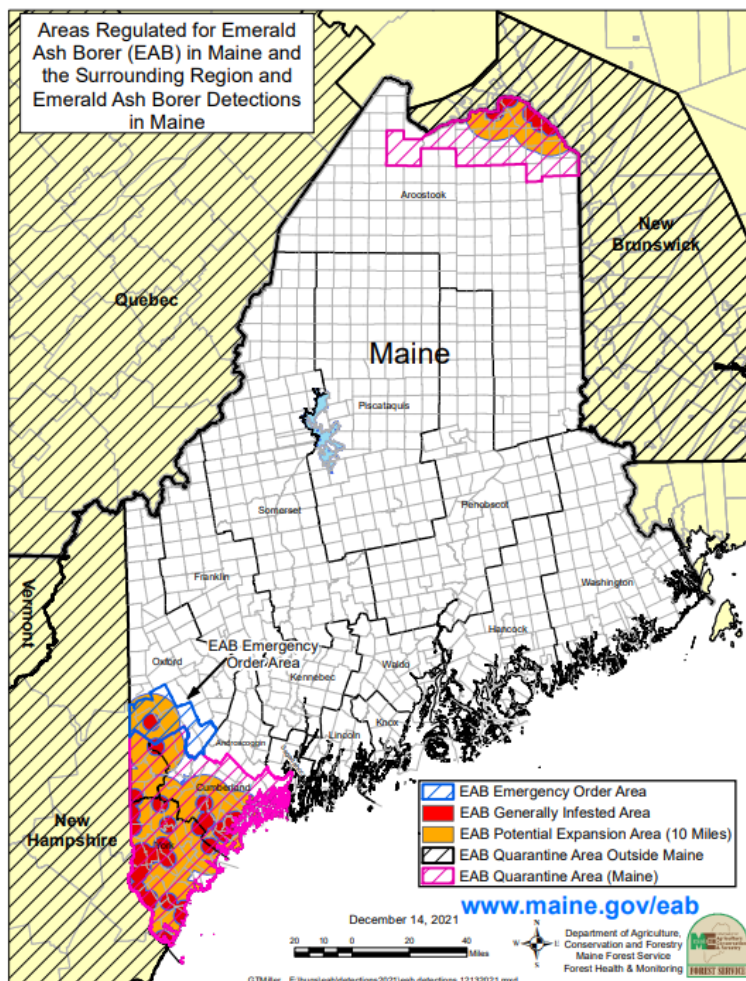 Areas Regulated for Emerald
Ash Borer (EAB) in Maine and
the Surrounding Region and
Emerald Ash Borer Detections
in Maine
Aroostook
New
Brunswick
Quebec
Maine
Piscataquis
Somerset
Penobscot
Franklin
Washington
Vermont
Hancock
Oxford
EAB Emergency
Order Area
Waldo
Kennebec
Knox
Lincoln
Androscoggin
Cumberland
New
Hampshire
York
EAB Emergency Order Area
EAB Generally Infested Area
EAB Potential Expansion Area (10 Miles)
EAB Quarantine Area Outside Maine
EAB Quarantine Area (Maine)
www.maine.gov/eab
December 14, 2021
20 10 0 20 40
Miles
N
W E
S
Department of Agriculture,
Conservation and Forestry
Maine Forest Service
Forest Health & Monitoring
FOREST SERVICE